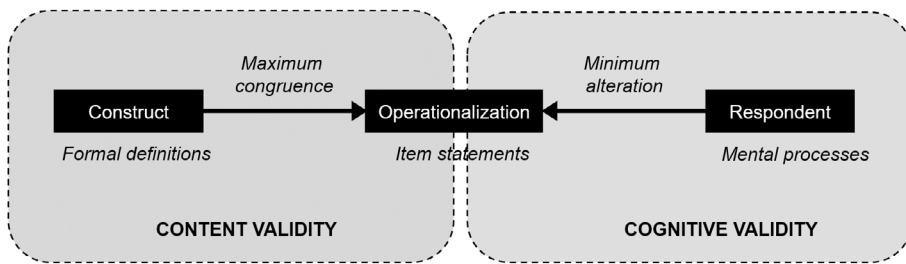 Maximum
congruence
Minimum
alteration
Construct
Operationalization
Respondent
Formal definitions
Item statements
Mental processes
CONTENT VALIDITY
COGNITIVE VALIDITY